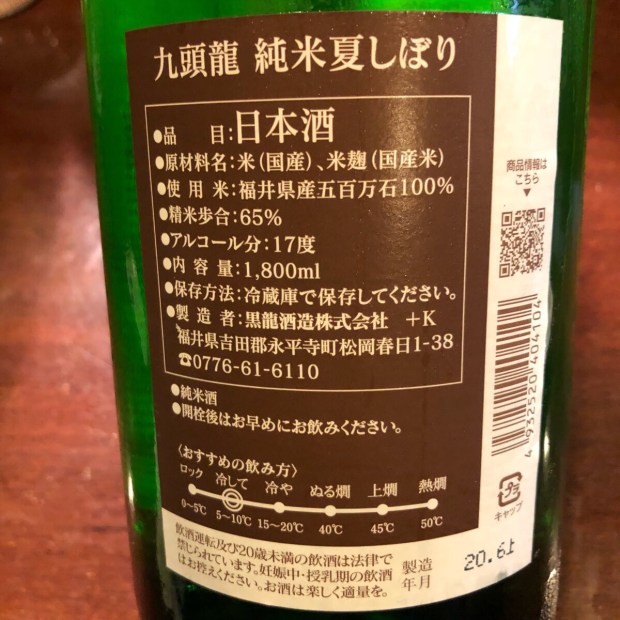 九頭龍 純米夏しぼり
●品 目：日本酒
●原材料名：米（国産）、米麹（国産米）
●使 用 米：福井県産五百万石100%
●精米歩合：65%
●アルコール分：17度
●内 容 量：1,800ml
●保存方法：冷蔵庫で保存してください。
●製 造 者：黒龍酒造株式会社 +K
福井県吉田郡永平寺町松岡春日1-38
☎0776-61-6110
●純米酒
●開栓後はお早めにお飲みください。
〈おすすめの飲み方〉
ロック 冷して 冷や ぬる燗 上燗 熱燗
0〜5℃ 5〜10℃ 15〜20℃ 40℃ 45℃ 50℃
飲酒運転及び20歳未満の飲酒は法律で
禁じられています。妊娠中・授乳期の飲酒
はお控えください。お酒は楽しく適量を。
製造
年月
20.6上
商品情報は
こちら
▼
4932520404104
プラ
キャップ